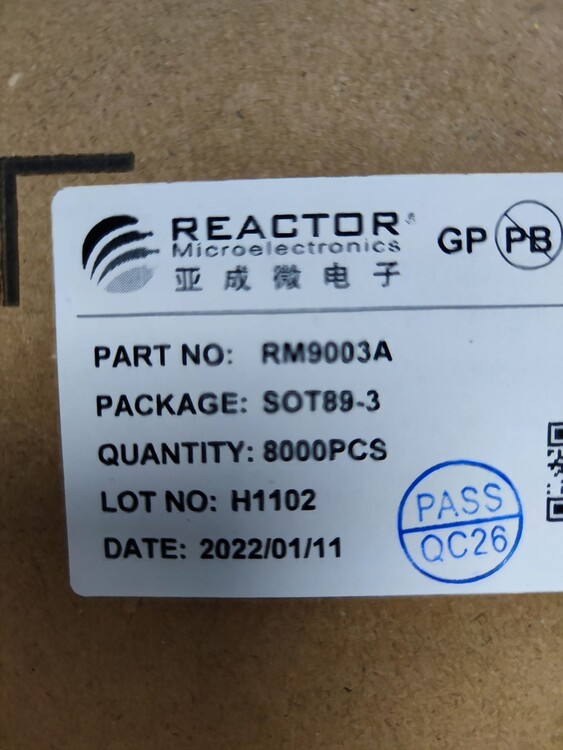 REACTOR®
Microelectronics
亚成微电子
GP PB
PART NO: RM9003A
PACKAGE: SOT89-3
QUANTITY: 8000PCS
LOT NO: H1102
DATE: 2022/01/11
PASS
QC26